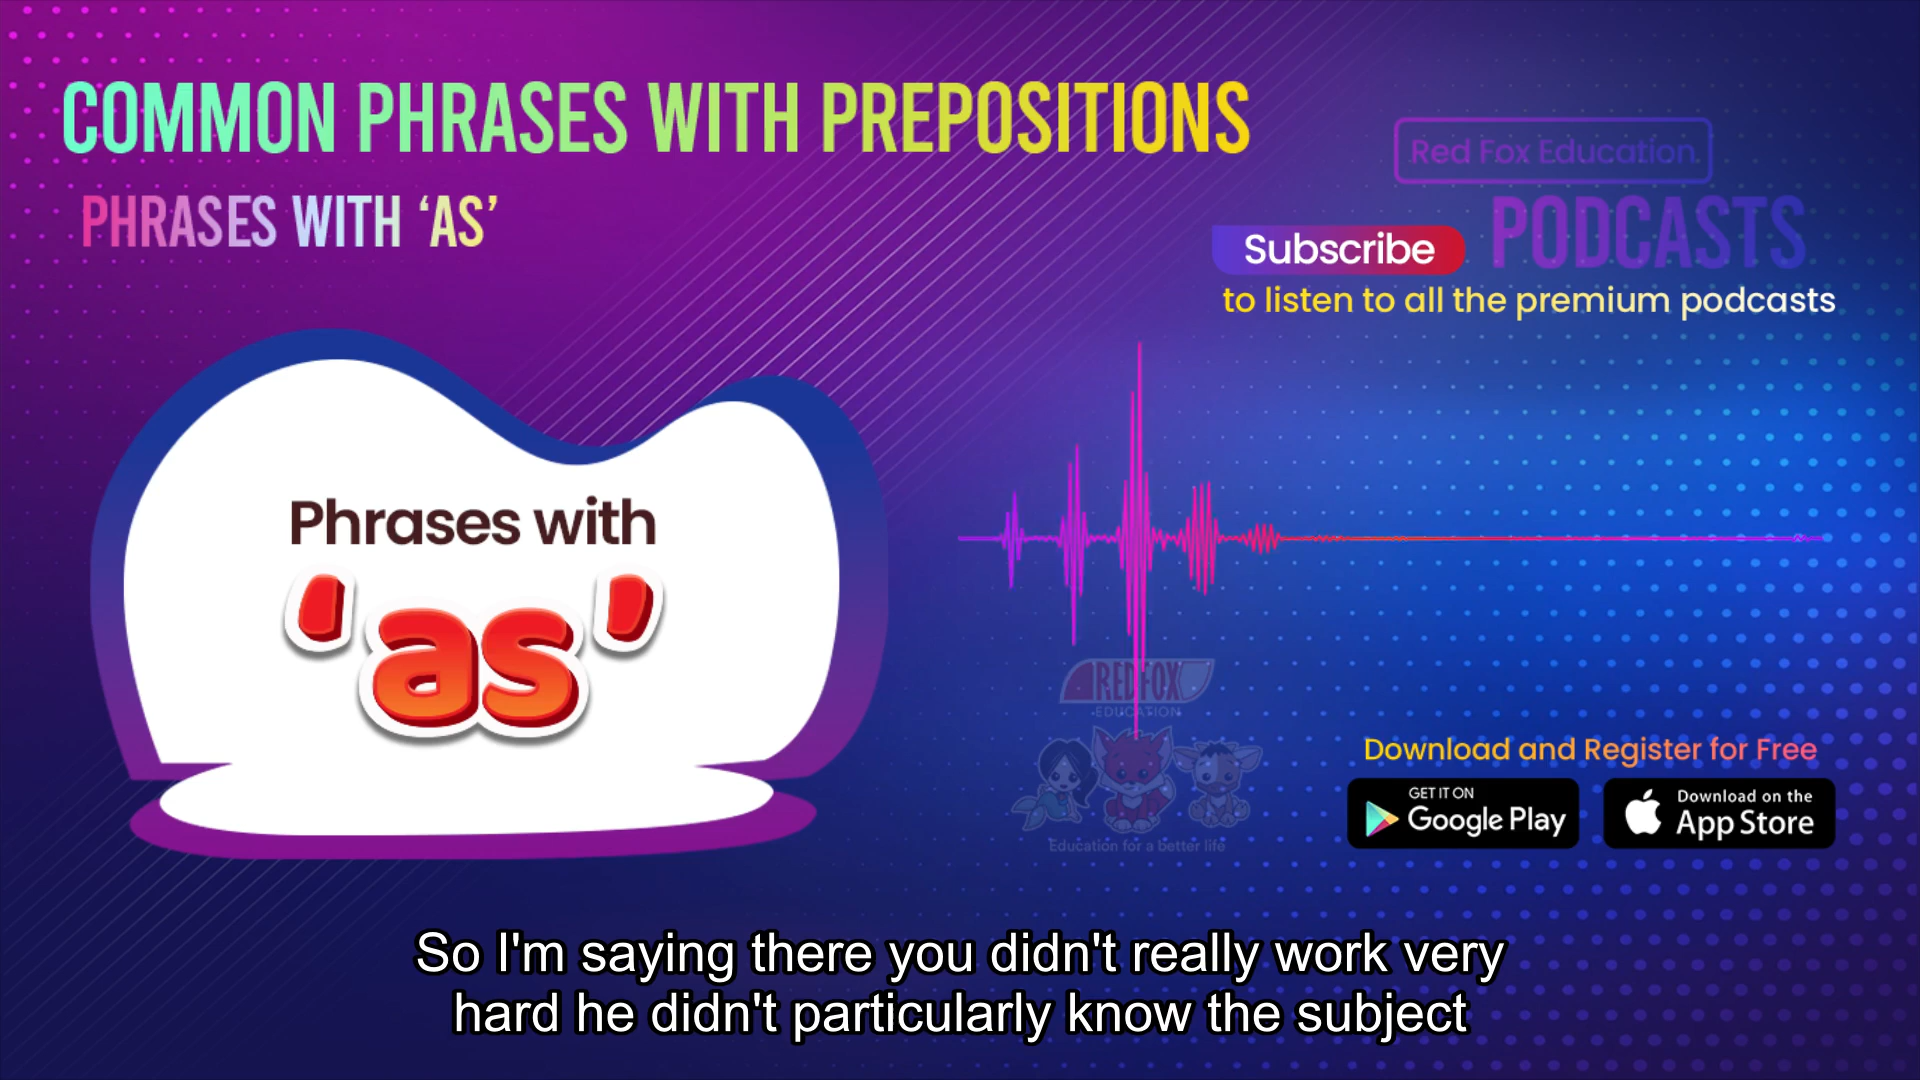 COMMON PHRASES WITH PREPOSITIONS
PHRASES WITH ‘AS’
Red Fox Education
PODCASTS
Subscribe
to listen to all the premium podcasts
Phrases with
‘as’
REDFOX
EDUCATION
Education for a better life
Download and Register for Free
GET IT ON
Google Play
Download on the
App Store
So I'm saying there you didn't really work very
hard he didn't particularly know the subject